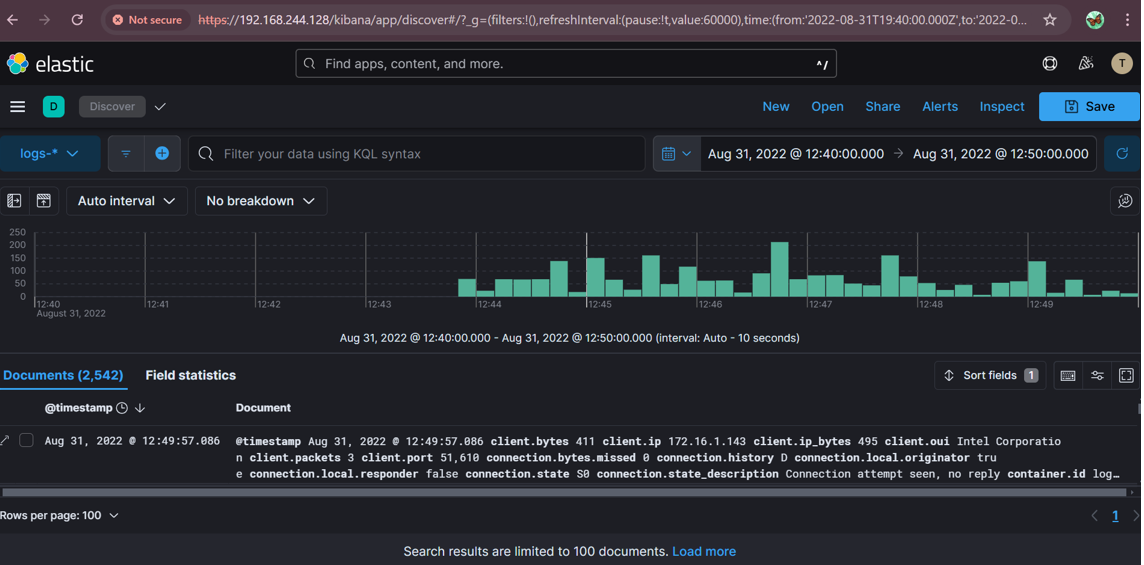 Not secure https://192.168.244.128/kibana/app/discover#/?_g=(filters:!(),refreshInterval:(pause:!t,value:60000),time:(from:'2022-08-31T19:40:00.000Z',to:'2022-0...
elastic Find apps, content, and more. ^/ T
D Discover New Open Share Alerts Inspect Save
logs-* Filter your data using KQL syntax Aug 31, 2022 @ 12:40:00.000 → Aug 31, 2022 @ 12:50:00.000
Auto interval No breakdown
250
200
150
100
50
0
12:40 12:41 12:42 12:43 12:44 12:45 12:46 12:47 12:48 12:49
August 31, 2022
Aug 31, 2022 @ 12:40:00.000 - Aug 31, 2022 @ 12:50:00.000 (interval: Auto - 10 seconds)
Documents (2,542) Field statistics Sort fields 1
@timestamp Document
Aug 31, 2022 @ 12:49:57.086 @timestamp Aug 31, 2022 @ 12:49:57.086 client.bytes 411 client.ip 172.16.1.143 client.ip_bytes 495 client.oui Intel Corporatio
n client.packets 3 client.port 51,610 connection.bytes.missed 0 connection.history D connection.local.originator tru
e connection.local.responder false connection.state S0 connection.state_description Connection attempt seen, no reply container.id log…
Rows per page: 100 1
Search results are limited to 100 documents. Load more